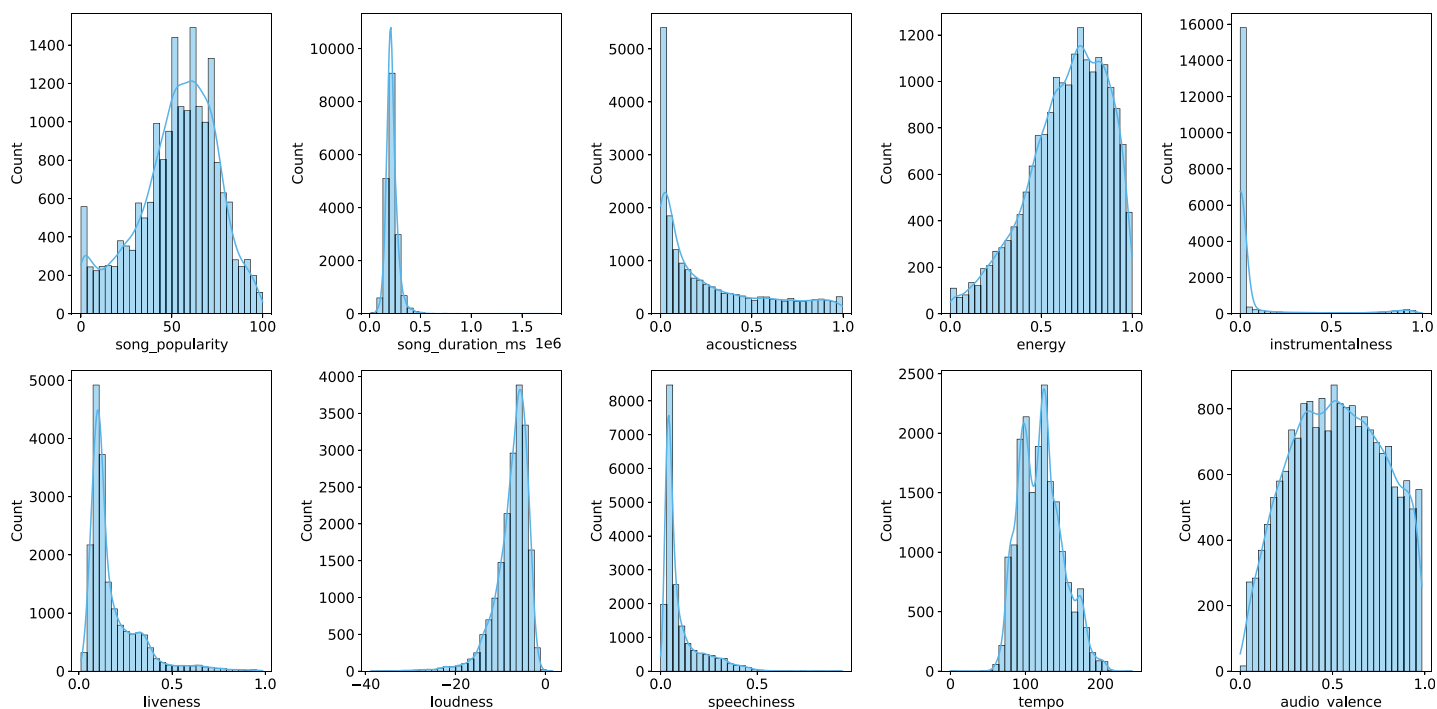 Count
1400
1200
1000
800
600
400
200
0
0 50 100
song_popularity
Count
10000
8000
6000
4000
2000
0
0.0 0.5 1.0 1.5
song_duration_ms 1e6
Count
5000
4000
3000
2000
1000
0
0.0 0.5 1.0
acousticness
Count
1200
1000
800
600
400
200
0
0.0 0.5 1.0
energy
Count
16000
14000
12000
10000
8000
6000
4000
2000
0
0.0 0.5 1.0
instrumentalness
Count
5000
4000
3000
2000
1000
0
0.0 0.5 1.0
liveness
Count
4000
3500
3000
2500
2000
1500
1000
500
0
−40 −20 0
loudness
Count
8000
7000
6000
5000
4000
3000
2000
1000
0
0.0 0.5
speechiness
Count
2500
2000
1500
1000
500
0
0 100 200
tempo
Count
800
600
400
200
0
0.0 0.5 1.0
audio valence